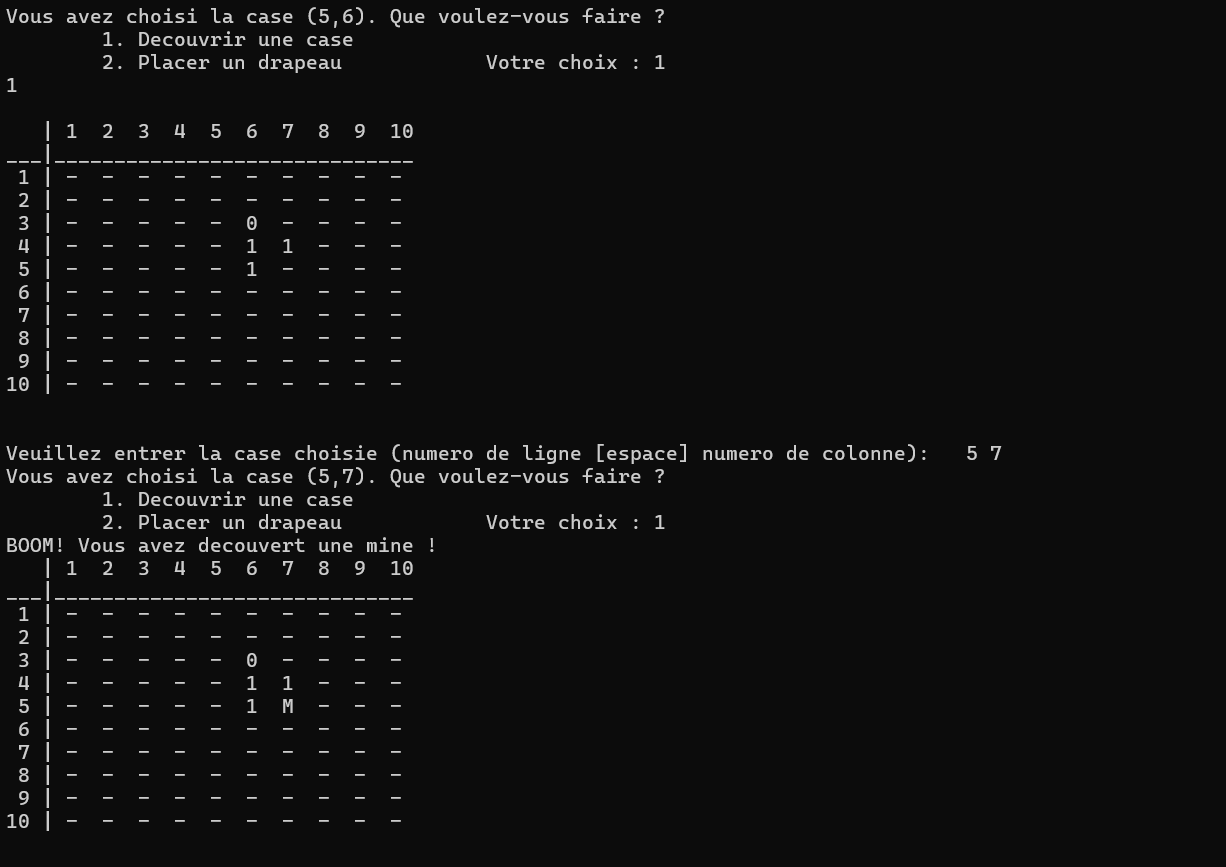 Vous avez choisi la case (5,6). Que voulez-vous faire ?
        1. Decouvrir une case
        2. Placer un drapeau            Votre choix : 1
1
   | 1  2  3  4  5  6  7  8  9  10
___|______________________________
 1 | -  -  -  -  -  -  -  -  -  -
 2 | -  -  -  -  -  -  -  -  -  -
 3 | -  -  -  -  -  0  -  -  -  -
 4 | -  -  -  -  -  1  1  -  -  -
 5 | -  -  -  -  -  1  -  -  -  -
 6 | -  -  -  -  -  -  -  -  -  -
 7 | -  -  -  -  -  -  -  -  -  -
 8 | -  -  -  -  -  -  -  -  -  -
 9 | -  -  -  -  -  -  -  -  -  -
10 | -  -  -  -  -  -  -  -  -  -
Veuillez entrer la case choisie (numero de ligne [espace] numero de colonne):   5 7
Vous avez choisi la case (5,7). Que voulez-vous faire ?
        1. Decouvrir une case
        2. Placer un drapeau            Votre choix : 1
BOOM! Vous avez decouvert une mine !
   | 1  2  3  4  5  6  7  8  9  10
___|______________________________
 1 | -  -  -  -  -  -  -  -  -  -
 2 | -  -  -  -  -  -  -  -  -  -
 3 | -  -  -  -  -  0  -  -  -  -
 4 | -  -  -  -  -  1  1  -  -  -
 5 | -  -  -  -  -  1  M  -  -  -
 6 | -  -  -  -  -  -  -  -  -  -
 7 | -  -  -  -  -  -  -  -  -  -
 8 | -  -  -  -  -  -  -  -  -  -
 9 | -  -  -  -  -  -  -  -  -  -
10 | -  -  -  -  -  -  -  -  -  -